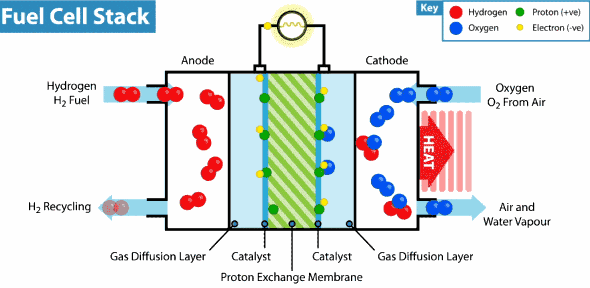 Fuel Cell Stack
Key
Hydrogen
Proton (+ve)
Oxygen
Electron (-ve)
Anode
Cathode
Hydrogen
H₂ Fuel
Oxygen
O₂ From Air
HEAT
H₂ Recycling
Air and
Water Vapour
Gas Diffusion Layer
Catalyst
Catalyst
Gas Diffusion Layer
Proton Exchange Membrane